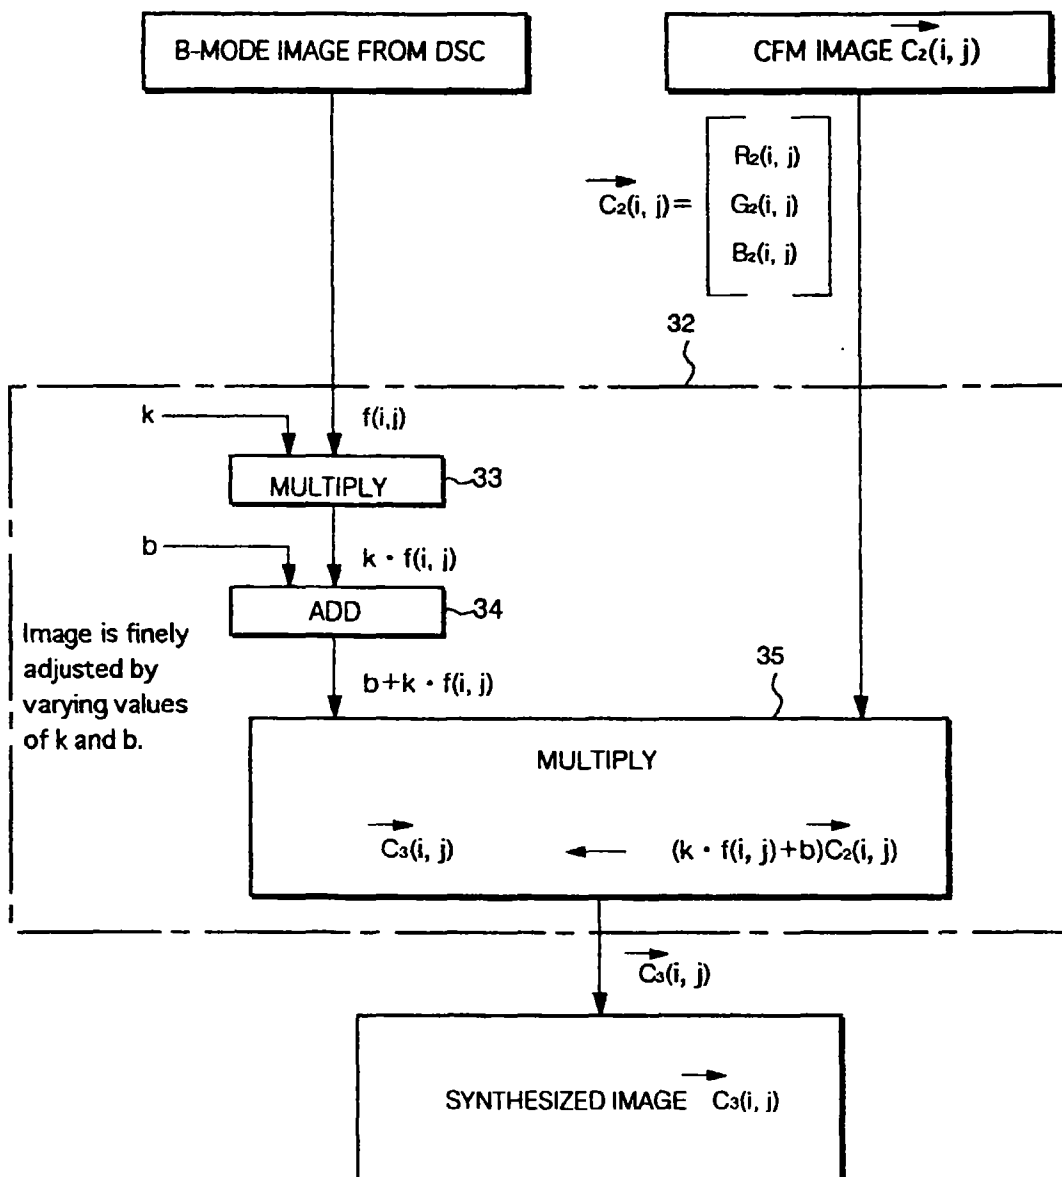 B-MODE IMAGE FROM DSC
CFM IMAGE C₂(i, j)
C₂(i, j)=
R₂(i, j)
G₂(i, j)
B₂(i, j)
32
k
f(i,j)
MULTIPLY
33
b
k · f(i, j)
ADD
34
Image is finely
adjusted by
varying values
of k and b.
b+k · f(i, j)
35
MULTIPLY
C₃(i, j) ← (k · f(i, j)+b)C₂(i, j)
C₃(i, j)
SYNTHESIZED IMAGE C₃(i, j)